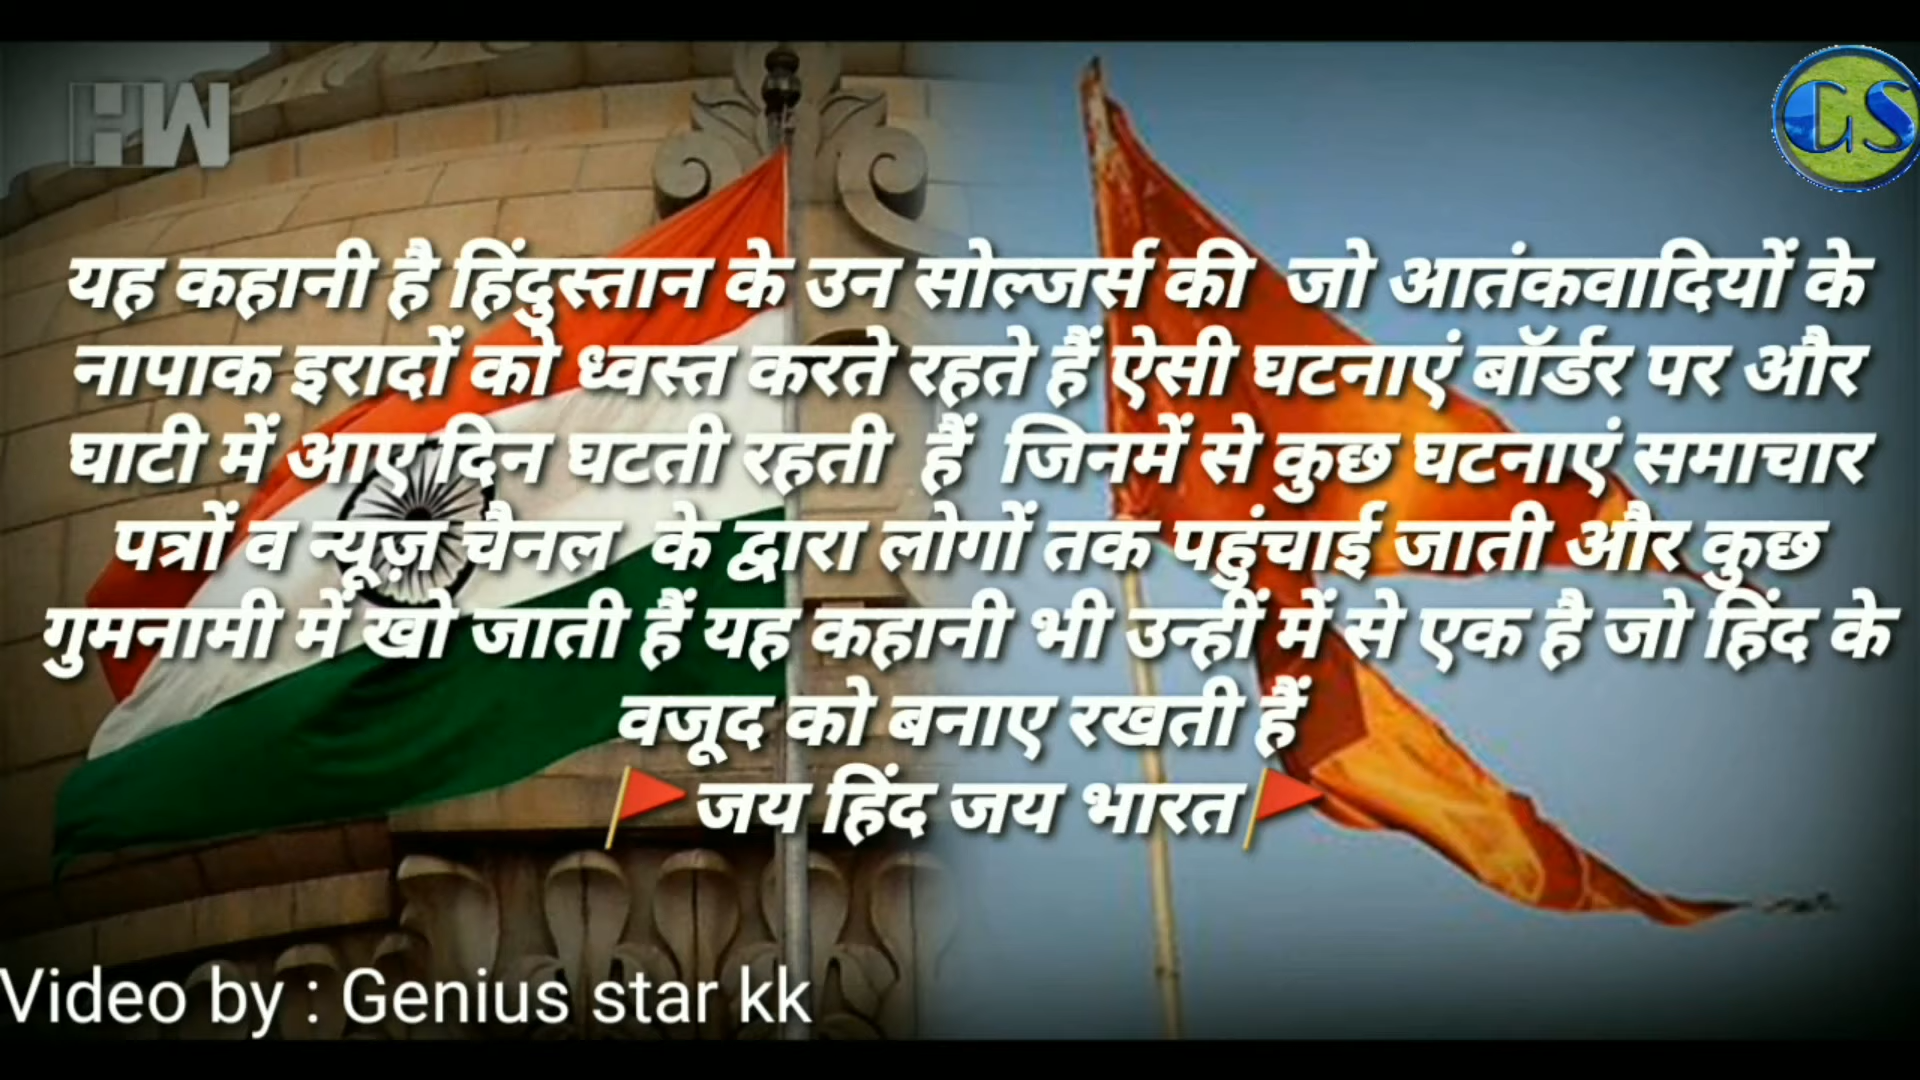 HW
GS
यह कहानी है हिंदुस्तान के उन सोल्जर्स की जो आतंकवादियों के
नापाक इरादों को ध्वस्त करते रहते हैं ऐसी घटनाएं बॉर्डर पर और
घाटी में आए दिन घटती रहती हैं जिनमें से कुछ घटनाएं समाचार
पत्रों व न्यूज़ चैनल के द्वारा लोगों तक पहुंचाई जाती और कुछ
गुमनामी में खो जाती हैं यह कहानी भी उन्हीं में से एक है जो हिंद के
वजूद को बनाए रखती हैं
🚩जय हिंद जय भारत🚩
Video by : Genius star kk